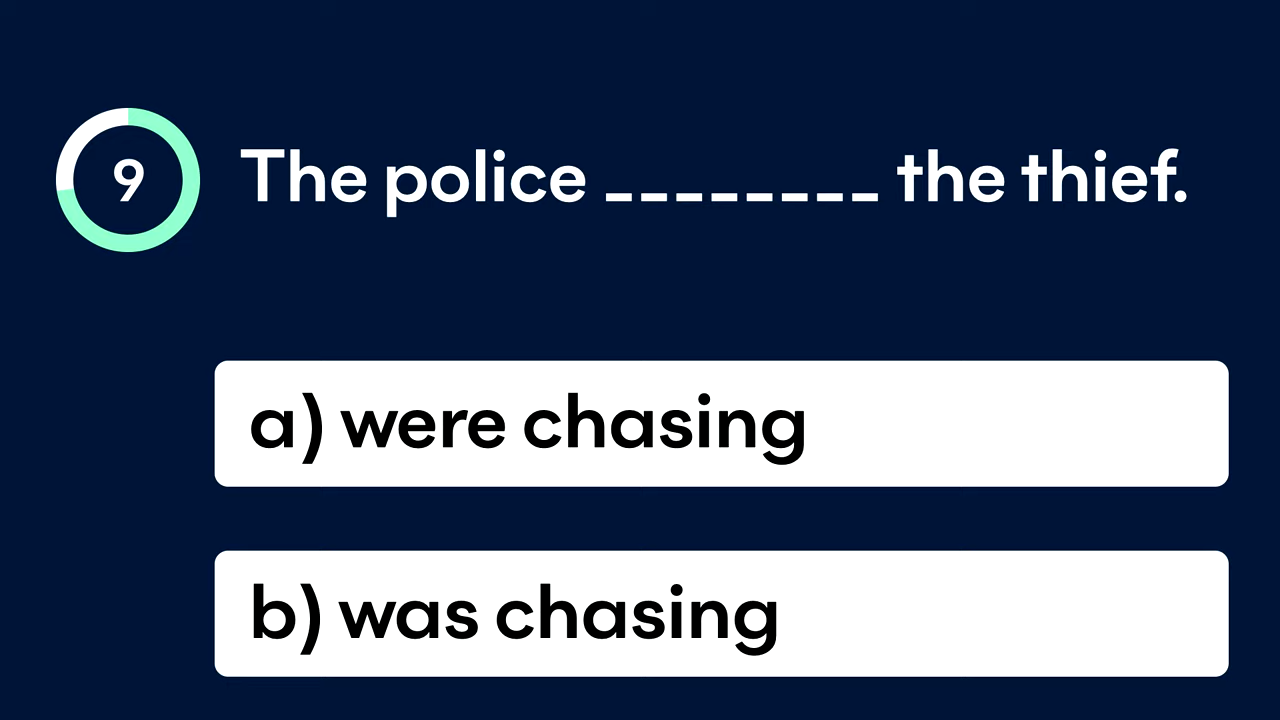 9 The police ________ the thief.
a) were chasing
b) was chasing